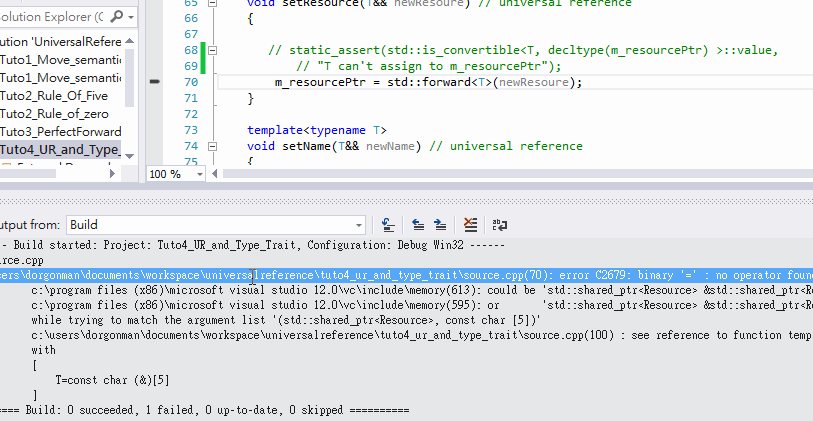 65 void setResource(T&& newResoure) // universal reference
olution Explorer (C
66 {
ution 'UniversalRefere
67
Tuto1_Move_semantic
68 // static_assert(std::is_convertible<T, decltype(m_resourcePtr) >::value,
Tuto1_Move_semantic
69 // "T can't assign to m_resourcePtr");
Tuto2_Rule_Of_Five
70 m_resourcePtr = std::forward<T>(newResoure);
Tuto2_Rule_of_zero
71 }
Tuto3_PerfectForward
72
73 template<typename T>
Tuto4_UR_and_Type_
74 void setName(T&& newName) // universal reference
75 {
100 %
utput from: Build
- Build started: Project: Tuto4_UR_and_Type_Trait, Configuration: Debug Win32 ------
urce.cpp
sers\dorgonman\documents\workspace\universalreference\tuto4_ur_and_type_trait\source.cpp(70): error C2679: binary '=' : no operator foun
c:\program files (x86)\microsoft visual studio 12.0\vc\include\memory(613): could be 'std::shared_ptr<Resource> &std::shared_ptr<Re
c:\program files (x86)\microsoft visual studio 12.0\vc\include\memory(595): or 'std::shared_ptr<Resource> &std::shared_ptr<Re
while trying to match the argument list '(std::shared_ptr<Resource>, const char [5])'
c:\users\dorgonman\documents\workspace\universalreference\tuto4_ur_and_type_trait\source.cpp(100) : see reference to function temp
with
[
T=const char (&)[5]
]
==== Build: 0 succeeded, 1 failed, 0 up-to-date, 0 skipped ==========